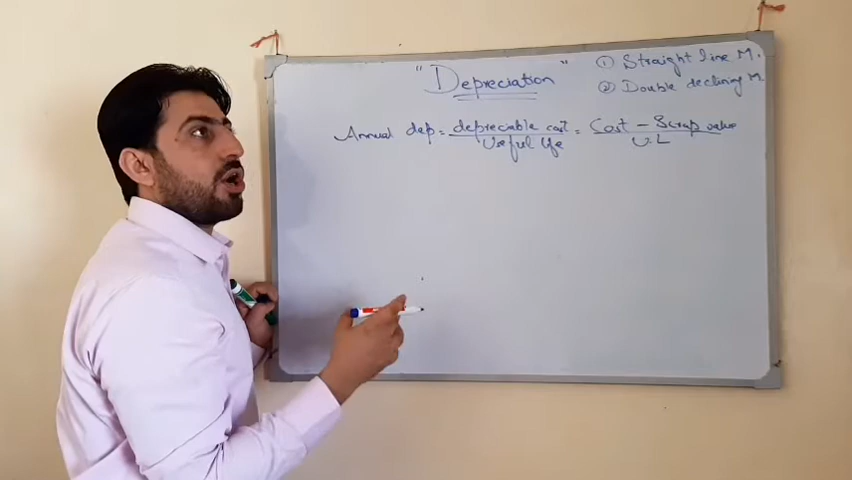 "Depreciation"
① Straight line M.
② Double declining M
Annual dep = depreciable cost / Useful life = Cost - Scrap value / U.L